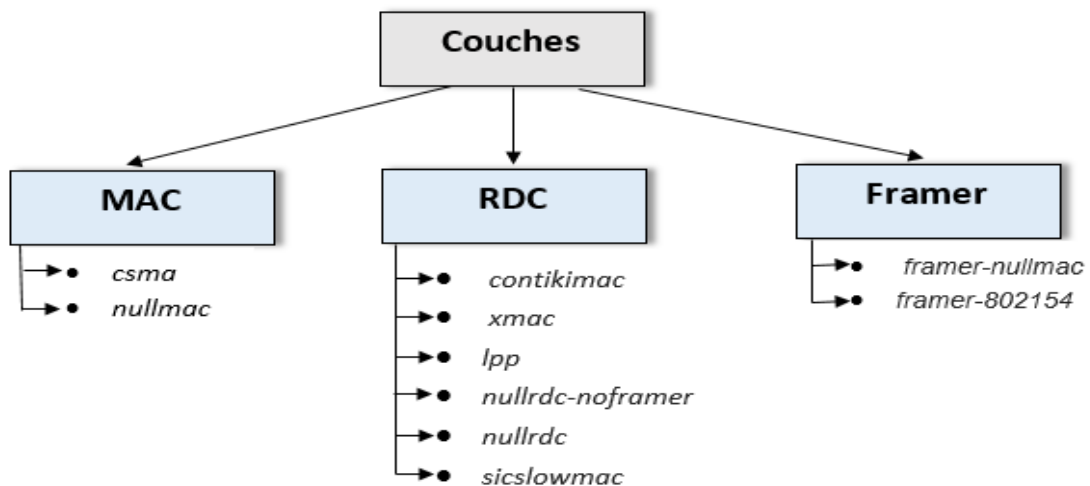 Couches
MAC
csma
nullmac
RDC
contikimac
xmac
lpp
nullrdc-noframer
nullrdc
sicslowmac
Framer
framer-nullmac
framer-802154